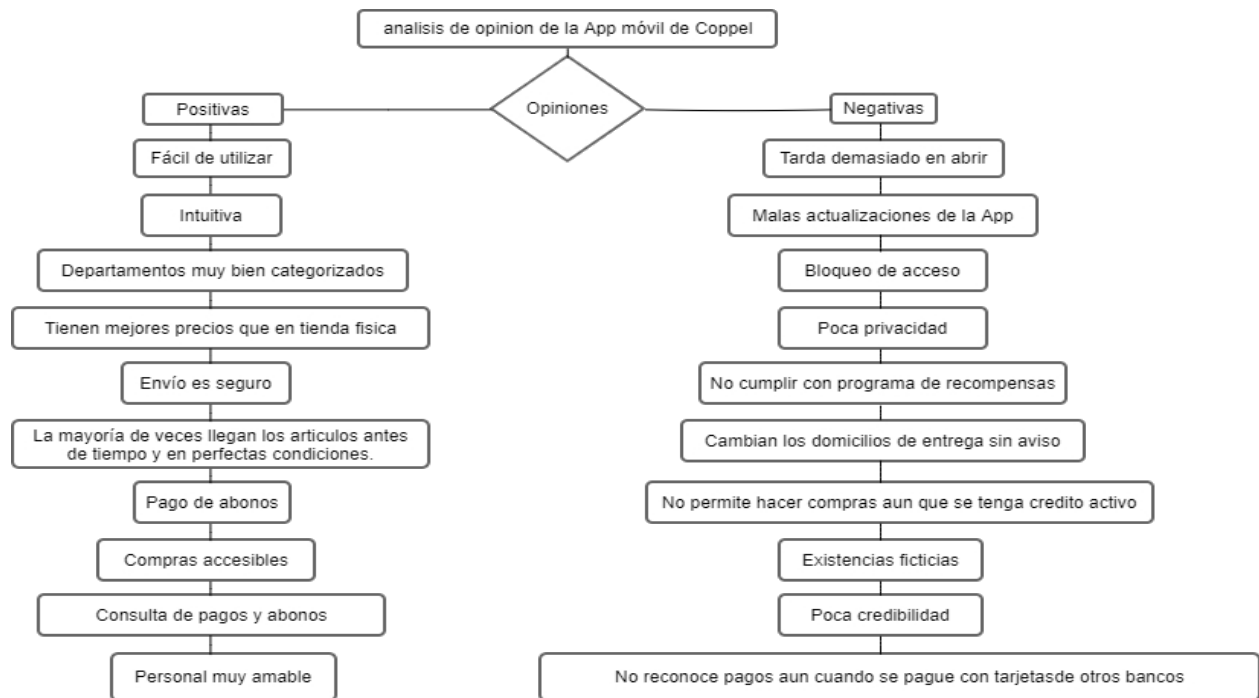 analisis de opinion de la App móvil de Coppel
Opiniones
Positivas
Fácil de utilizar
Intuitiva
Departamentos muy bien categorizados
Tienen mejores precios que en tienda fisica
Envío es seguro
La mayoría de veces llegan los articulos antes
de tiempo y en perfectas condiciones.
Pago de abonos
Compras accesibles
Consulta de pagos y abonos
Personal muy amable
Negativas
Tarda demasiado en abrir
Malas actualizaciones de la App
Bloqueo de acceso
Poca privacidad
No cumplir con programa de recompensas
Cambian los domicilios de entrega sin aviso
No permite hacer compras aun que se tenga credito activo
Existencias ficticias
Poca credibilidad
No reconoce pagos aun cuando se pague con tarjetasde otros bancos